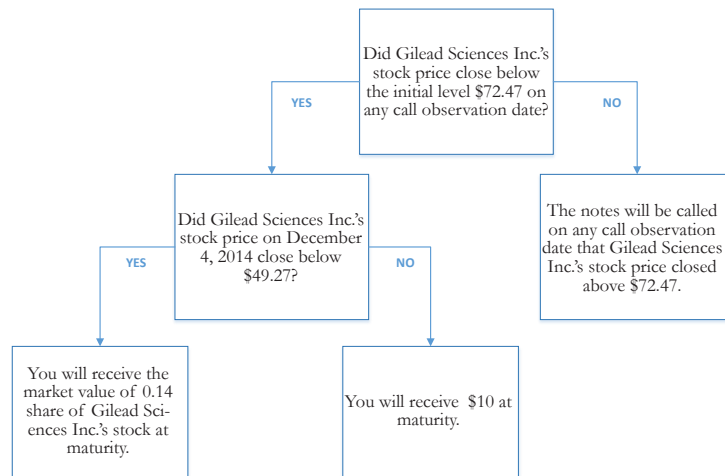 Did Gilead Sciences Inc.'s
stock price close below
the initial level $72.47 on
any call observation date?
YES
NO
Did Gilead Sciences Inc.'s
stock price on December
4, 2014 close below
$49.27?
The notes will be called
on any call observation
date that Gilead Sciences
Inc.'s stock price closed
above $72.47.
YES
NO
You will receive the
market value of 0.14
share of Gilead Sci-
ences Inc.'s stock at
maturity.
You will receive $10 at
maturity.